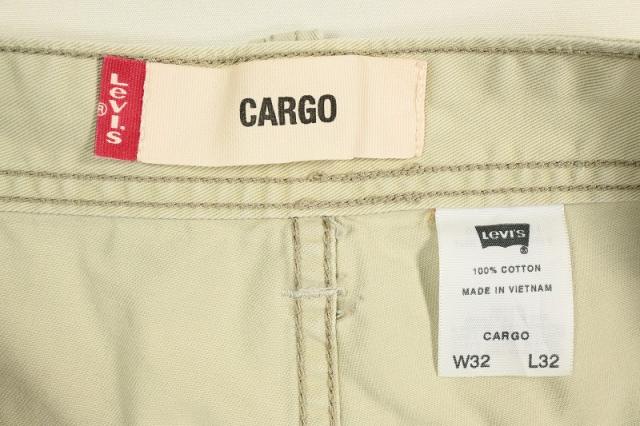 Levi's
®
CARGO
Levi's
®
100% COTTON
MADE IN VIETNAM
CARGO
W32 L32